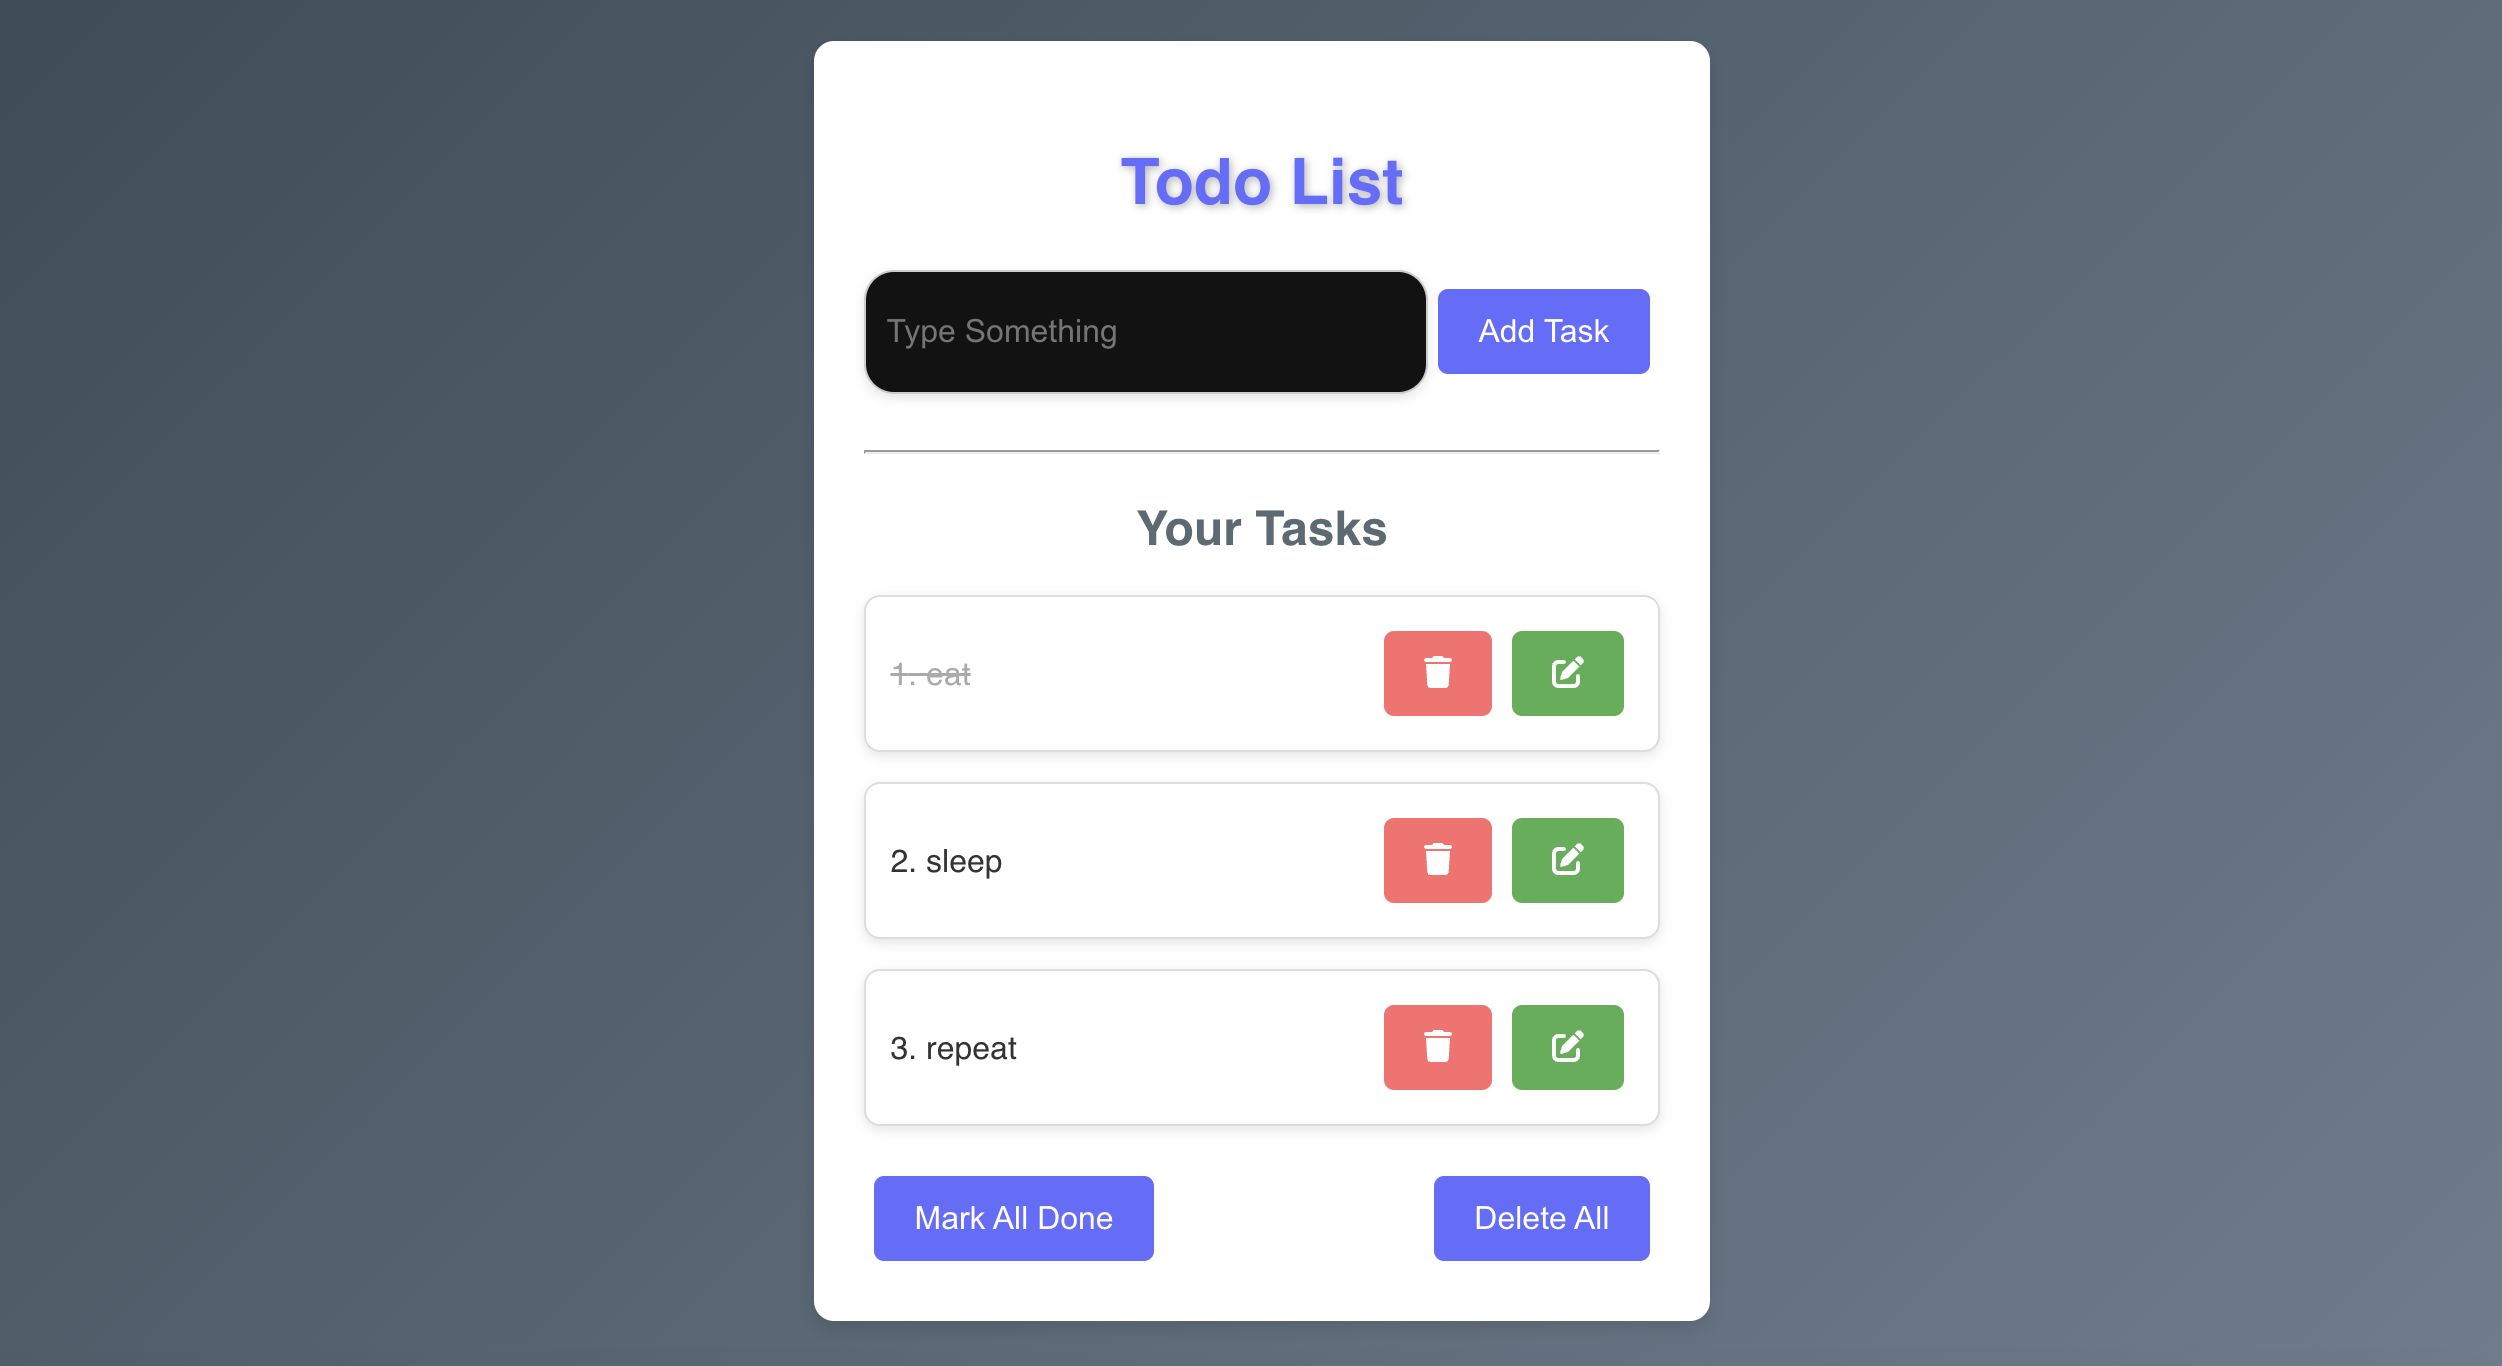 Todo List
Type Something
Add Task
Your Tasks
1. eat
2. sleep
3. repeat
Mark All Done
Delete All